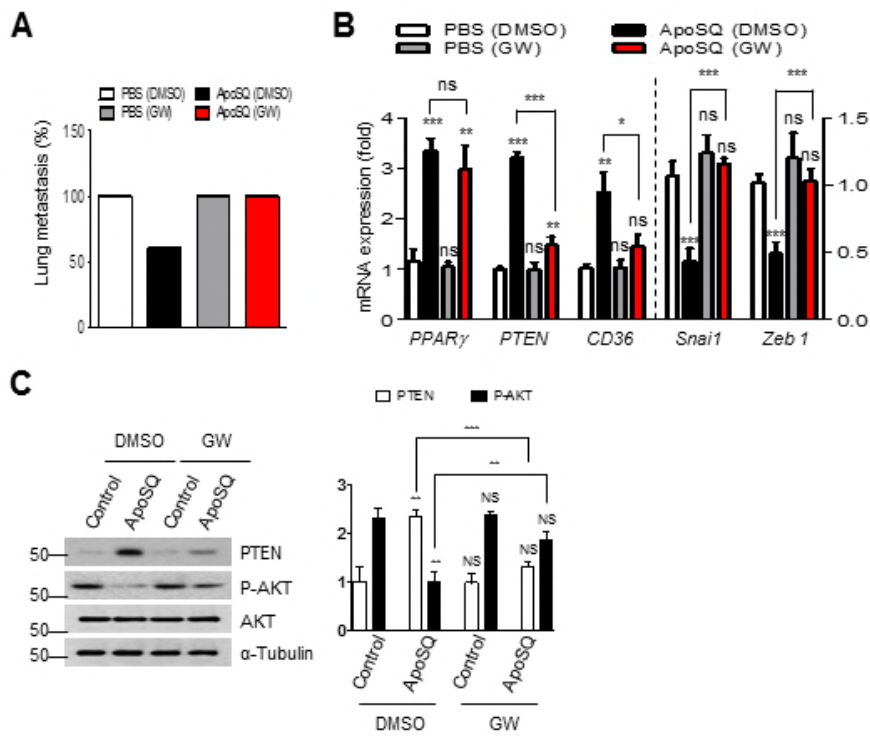 A
PBS (DMSO) ApoSQ (DMSO)
PBS (GW) ApoSQ (GW)
Lung metastasis (%)
150
100
50
0
B
PBS (DMSO) ApoSQ (DMSO)
PBS (GW) ApoSQ (GW)
mRNA expression (fold)
4
3
2
1
0
ns *** * *** ***
*** ** *** ** ns ns
ns ns ** ns ns ns ns
*** ***
1.5
1.0
0.5
0.0
PPARγ PTEN CD36 Snai1 Zeb 1
C
DMSO GW
Control ApoSQ Control ApoSQ
50 PTEN
50 P-AKT
50 AKT
50 α-Tubulin
PTEN P-AKT
3
2
1
0
NS NS
NS NS
Control ApoSQ Control ApoSQ
DMSO GW